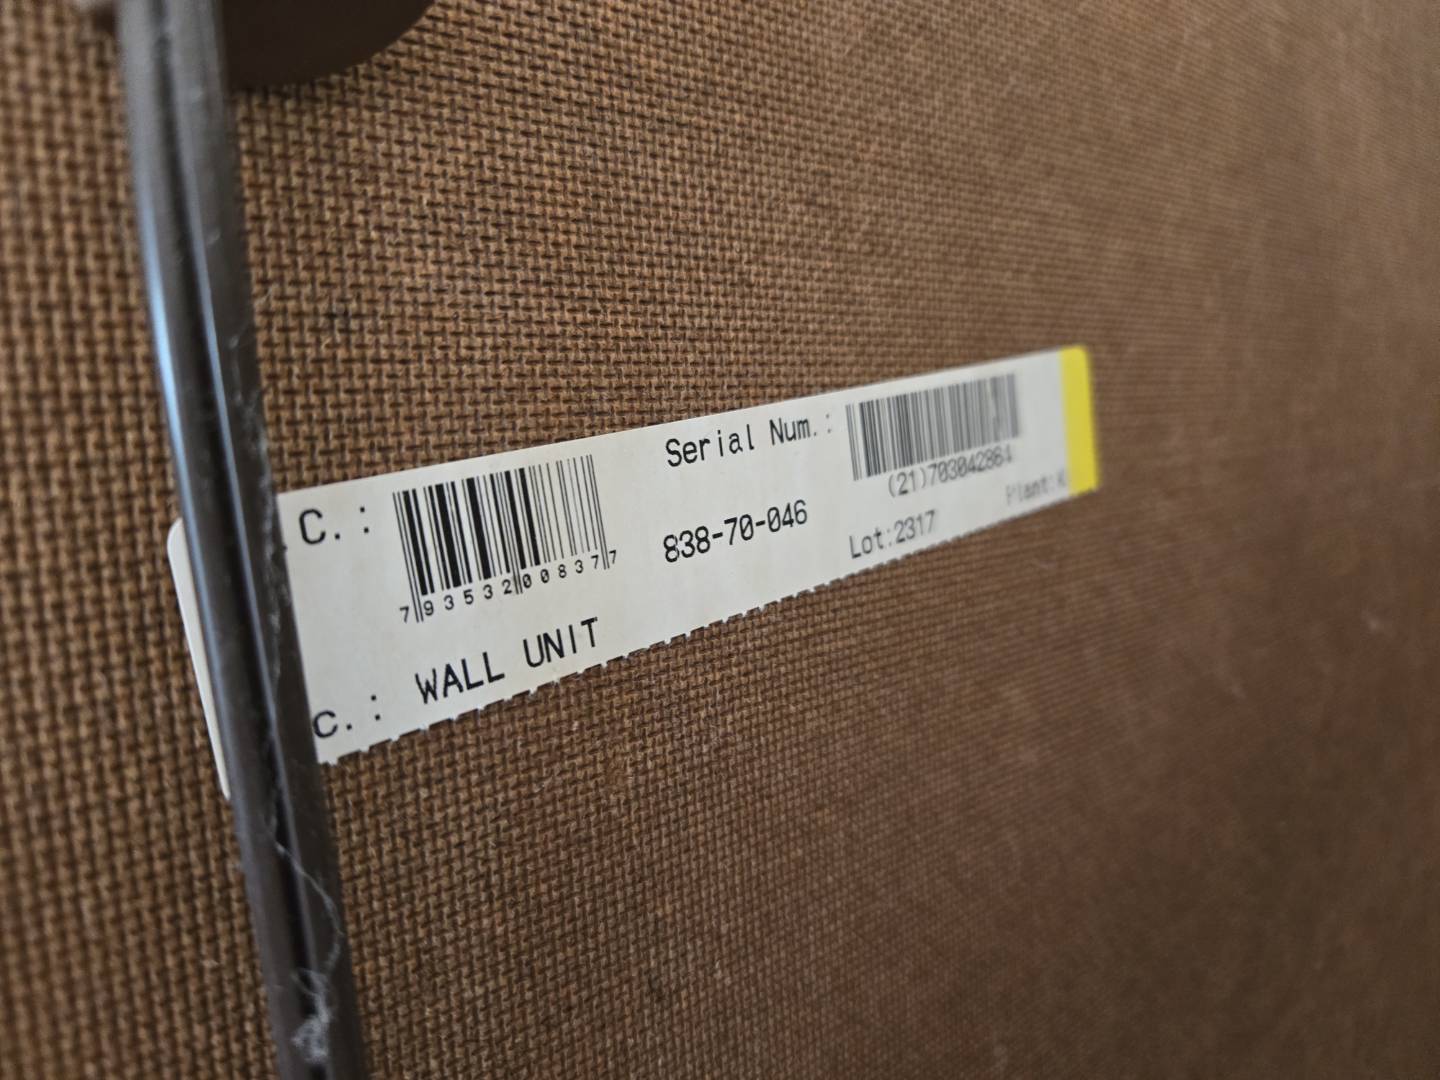 .C.:
7 93532 00837 7
C.: WALL UNIT
Serial Num.:
838-70-046
(21)703042864
Lot:2317
Plant:K